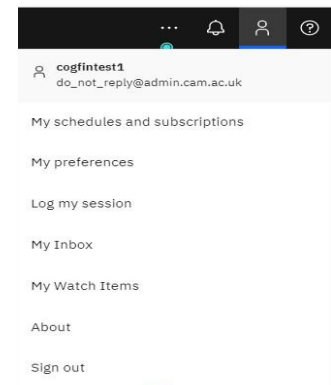 cogfintest1
do_not_reply@admin.cam.ac.uk
My schedules and subscriptions
My preferences
Log my session
My Inbox
My Watch Items
About
Sign out